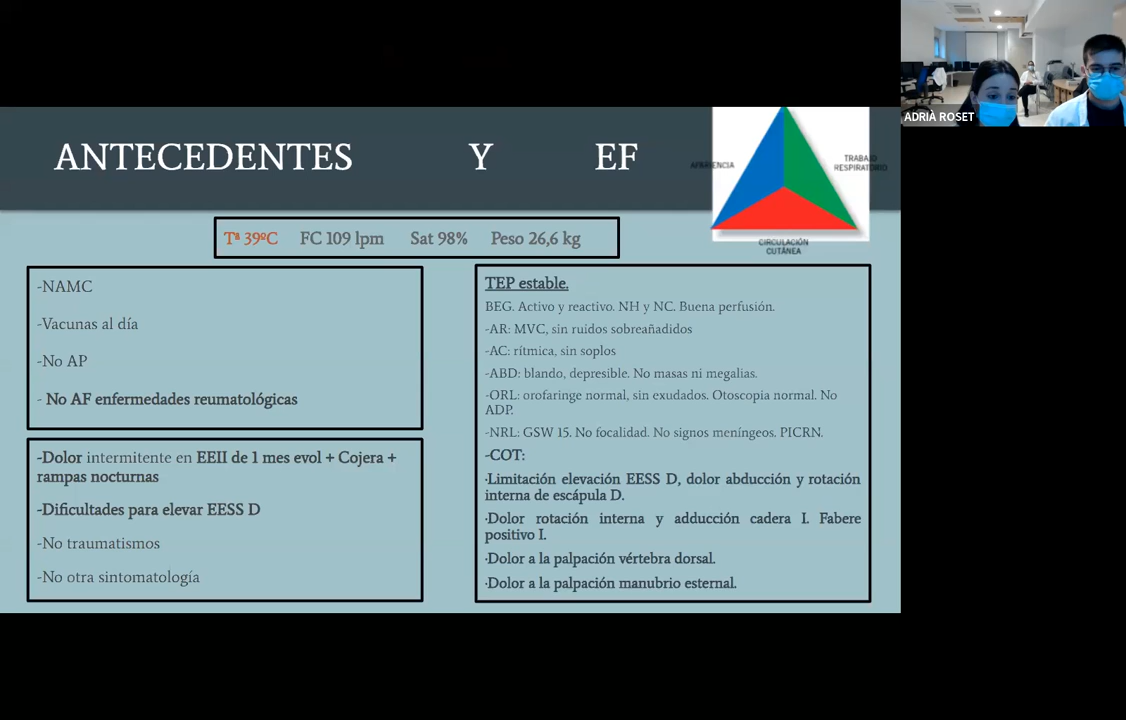 ADRIÀ ROSET
ANTECEDENTES Y EF
APARIENCIA
TRABAJO
RESPIRATORIO
CIRCULACIÓN
CUTÁNEA
Tª 39ºC FC 109 lpm Sat 98% Peso 26,6 kg
-NAMC
-Vacunas al día
-No AP
- No AF enfermedades reumatológicas
-Dolor intermitente en EEII de 1 mes evol + Cojera +
rampas nocturnas
-Dificultades para elevar EESS D
-No traumatismos
-No otra sintomatología
TEP estable.
BEG. Activo y reactivo. NH y NC. Buena perfusión.
-AR: MVC, sin ruidos sobreañadidos
-AC: rítmica, sin soplos
-ABD: blando, depresible. No masas ni megalias.
-ORL: orofaringe normal, sin exudados. Otoscopia normal. No
ADP.
-NRL: GSW 15. No focalidad. No signos meníngeos. PICRN.
-COT:
·Limitación elevación EESS D, dolor abducción y rotación
interna de escápula D.
·Dolor rotación interna y adducción cadera I. Fabere
positivo I.
·Dolor a la palpación vértebra dorsal.
·Dolor a la palpación manubrio esternal.